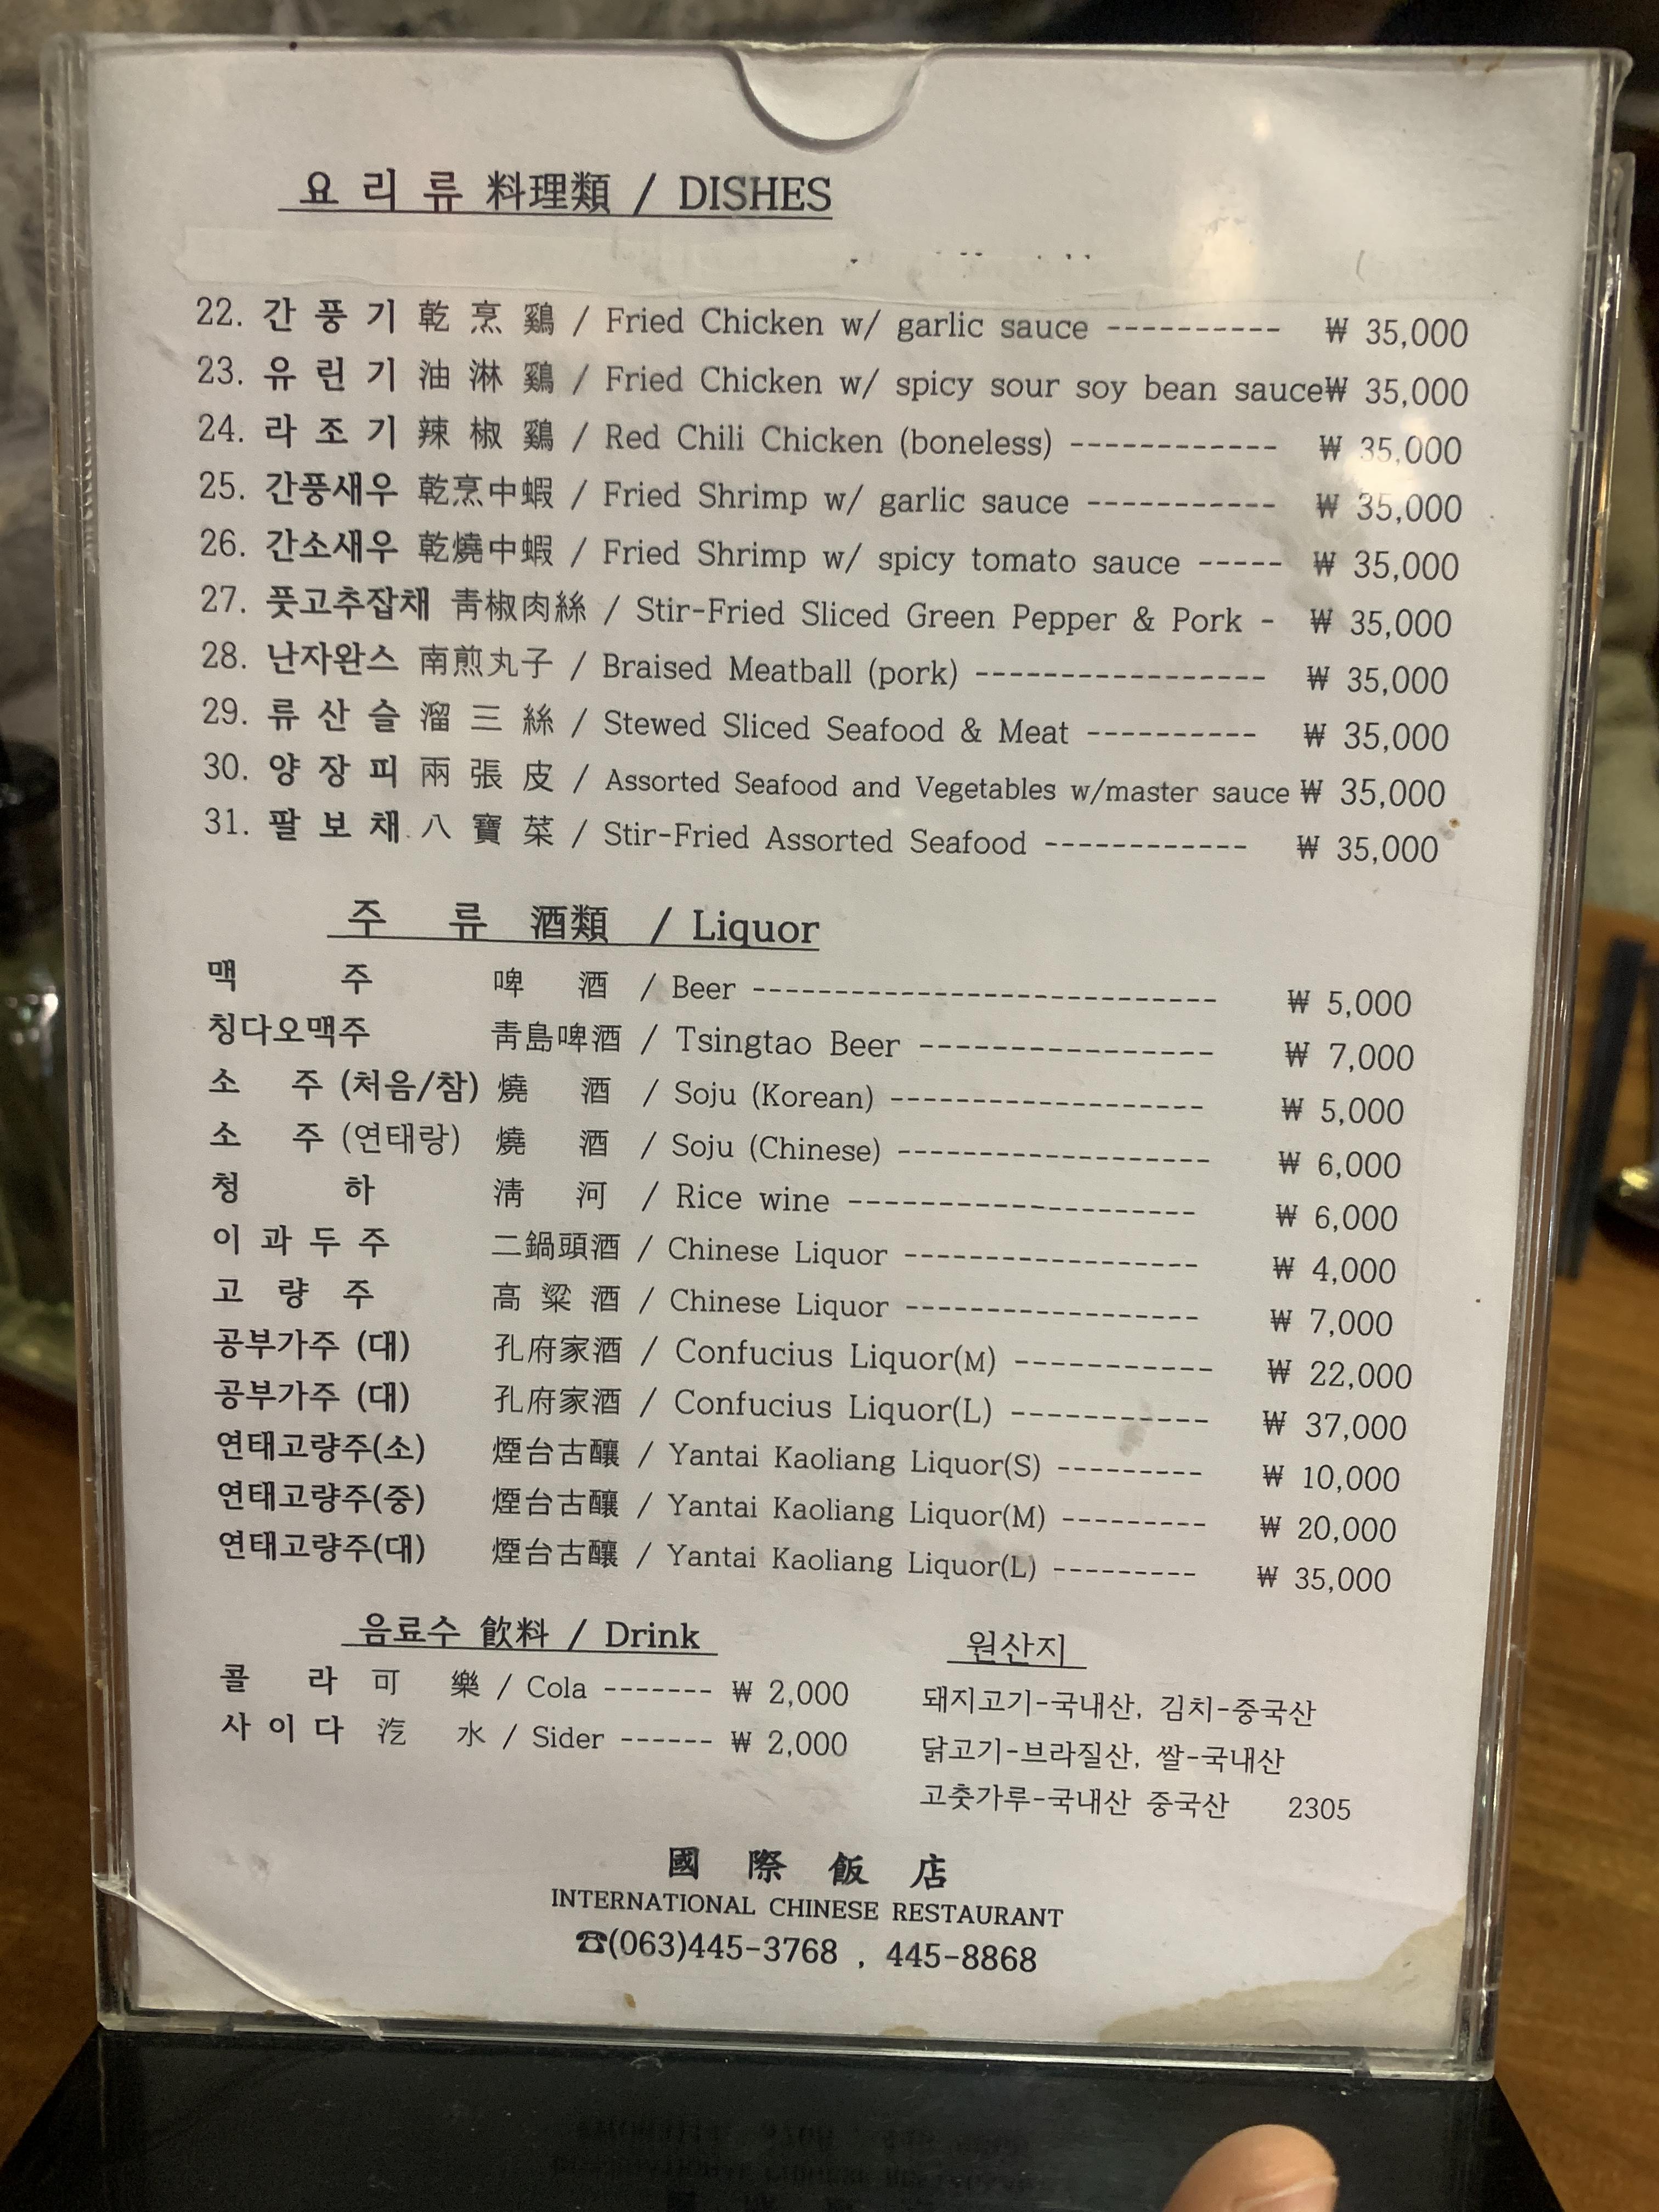 요 리 류 料理類 / DISHES
22. 간 풍 기 乾 烹 鷄 / Fried Chicken w/ garlic sauce ---------- ₩ 35,000
23. 유 린 기 油 淋 鷄 / Fried Chicken w/ spicy sour soy bean sauce₩ 35,000
24. 라 조 기 辣 椒 鷄 / Red Chili Chicken (boneless) ------------ ₩ 35,000
25. 간풍새우 乾烹中蝦 / Fried Shrimp w/ garlic sauce ----------- ₩ 35,000
26. 간소새우 乾燒中蝦 / Fried Shrimp w/ spicy tomato sauce ----- ₩ 35,000
27. 풋고추잡채 靑椒肉絲 / Stir-Fried Sliced Green Pepper & Pork - ₩ 35,000
28. 난자완스 南煎丸子 / Braised Meatball (pork) ----------------- ₩ 35,000
29. 류 산 슬 溜 三 絲 / Stewed Sliced Seafood & Meat ---------- ₩ 35,000
30. 양 장 피 兩 張 皮 / Assorted Seafood and Vegetables w/master sauce ₩ 35,000
31. 팔 보 채 八 寶 菜 / Stir-Fried Assorted Seafood ------------ ₩ 35,000
주 류 酒類 / Liquor
맥 주 啤 酒 / Beer ---------------------------- ₩ 5,000
칭다오맥주 靑島啤酒 / Tsingtao Beer ------------------ ₩ 7,000
소 주 (처음/참) 燒 酒 / Soju (Korean) ------------------- ₩ 5,000
소 주 (연태랑) 燒 酒 / Soju (Chinese) ------------------- ₩ 6,000
청 하 淸 河 / Rice wine --------------------- ₩ 6,000
이 과 두 주 二鍋頭酒 / Chinese Liquor ------------------ ₩ 4,000
고 량 주 高 粱 酒 / Chinese Liquor ------------------ ₩ 7,000
공부가주 (대) 孔府家酒 / Confucius Liquor(M) ------------ ₩ 22,000
공부가주 (대) 孔府家酒 / Confucius Liquor(L) ------------ ₩ 37,000
연태고량주(소) 煙台古釀 / Yantai Kaoliang Liquor(S) --------- ₩ 10,000
연태고량주(중) 煙台古釀 / Yantai Kaoliang Liquor(M) --------- ₩ 20,000
연태고량주(대) 煙台古釀 / Yantai Kaoliang Liquor(L) --------- ₩ 35,000
음료수 飮料 / Drink
콜 라 可 樂 / Cola ------- ₩ 2,000
사 이 다 汔 水 / Sider ------ ₩ 2,000
원산지
돼지고기-국내산, 김치-중국산
닭고기-브라질산, 쌀-국내산
고춧가루-국내산 중국산 2305
國 際 飯 店
INTERNATIONAL CHINESE RESTAURANT
☎(063)445-3768 , 445-8868